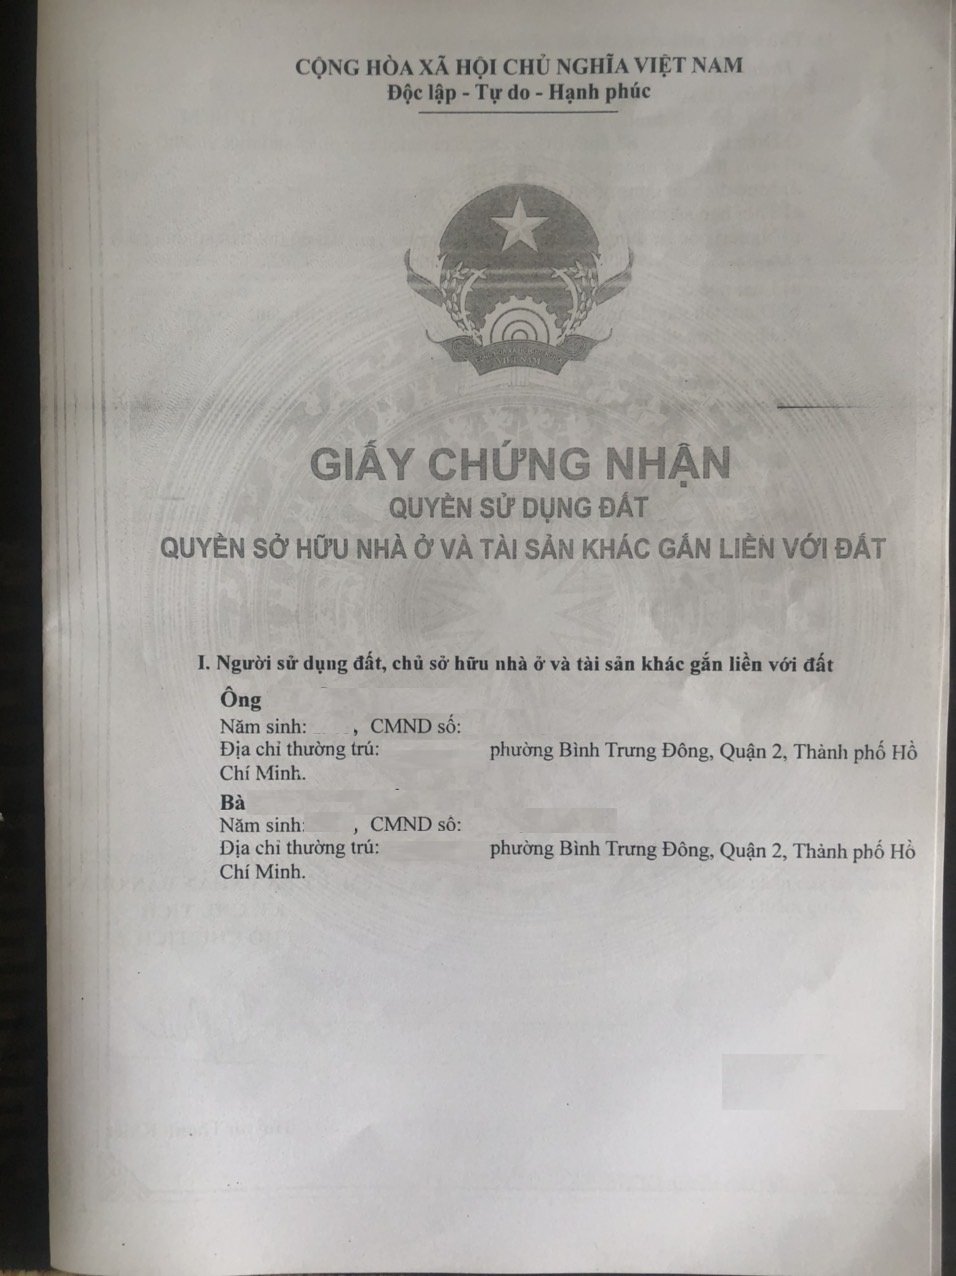 CỘNG HÒA XÃ HỘI CHỦ NGHĨA VIỆT NAM
Độc lập - Tự do - Hạnh phúc
VIỆT NAM
GIẤY CHỨNG NHẬN
QUYỀN SỬ DỤNG ĐẤT
QUYỀN SỞ HỮU NHÀ Ở VÀ TÀI SẢN KHÁC GẮN LIỀN VỚI ĐẤT
I. Người sử dụng đất, chủ sở hữu nhà ở và tài sản khác gắn liền với đất
Ông
Năm sinh: , CMND số:
Địa chỉ thường trú: phường Bình Trưng Đông, Quận 2, Thành phố Hồ
Chí Minh.
Bà
Năm sinh: , CMND số:
Địa chỉ thường trú: phường Bình Trưng Đông, Quận 2, Thành phố Hồ
Chí Minh.